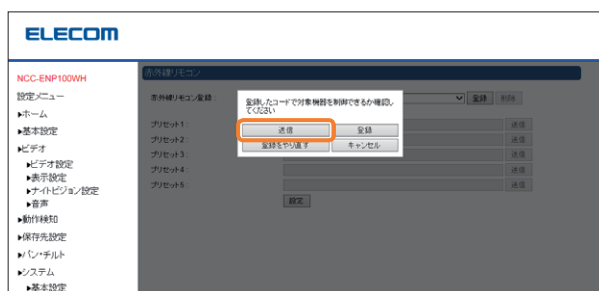 ELECOM
NCC-ENP100WH
設定メニュー
▶ホーム
▶基本設定
▶ビデオ
▶ビデオ設定
▶表示設定
▶ナイトビジョン設定
▶音声
▶動作検知
▶保存先設定
▶パン・チルト
▶システム
▶基本設定
赤外線リモコン
赤外線リモコン登録: 登録 削除
登録したコードで対象機器を制御できるか確認し
てください
送信 登録
登録をやり直す キャンセル
プリセット1: 送信
プリセット2: 送信
プリセット3: 送信
プリセット4: 送信
プリセット5: 送信
設定